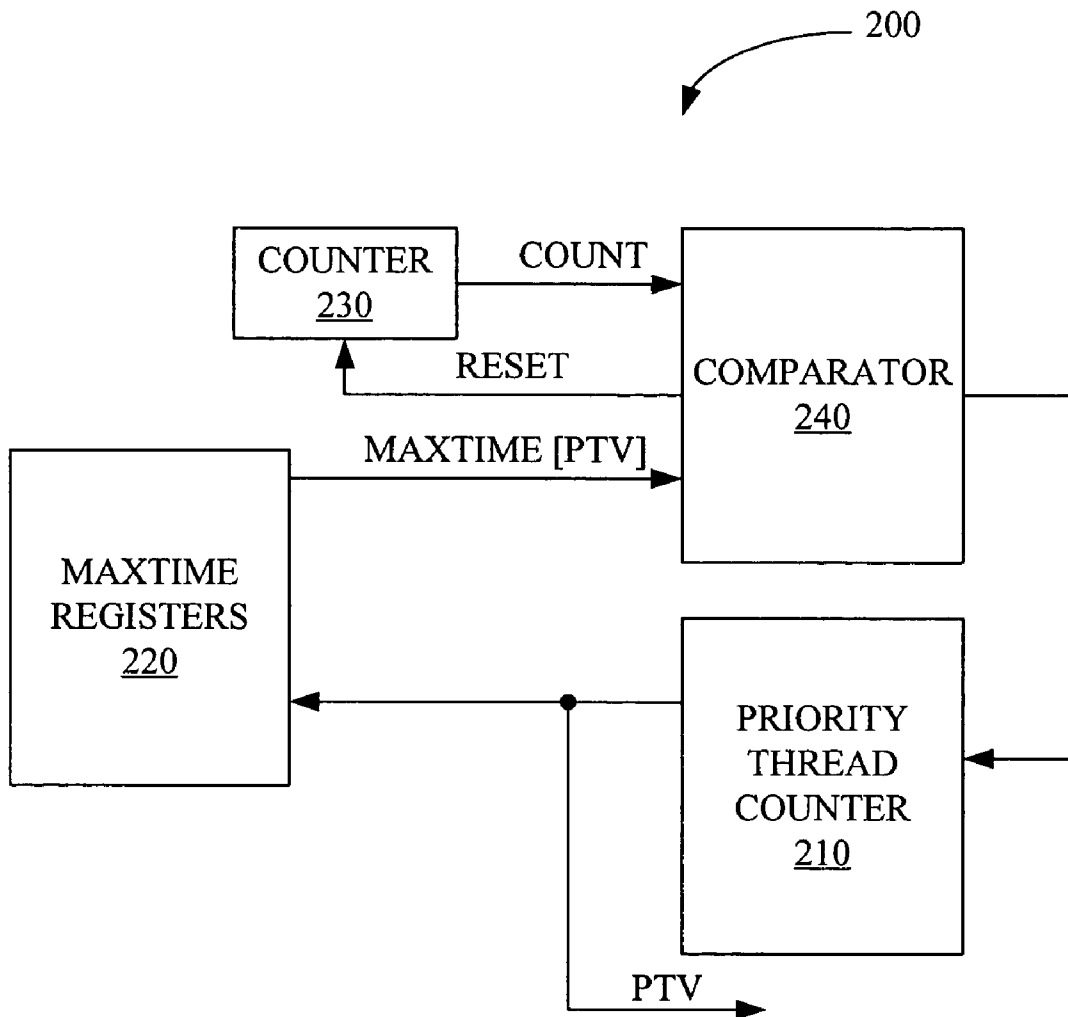 200
COUNTER
230
COUNT
RESET
COMPARATOR
240
MAXTIME [PTV]
MAXTIME
REGISTERS
220
PRIORITY
THREAD
COUNTER
210
PTV